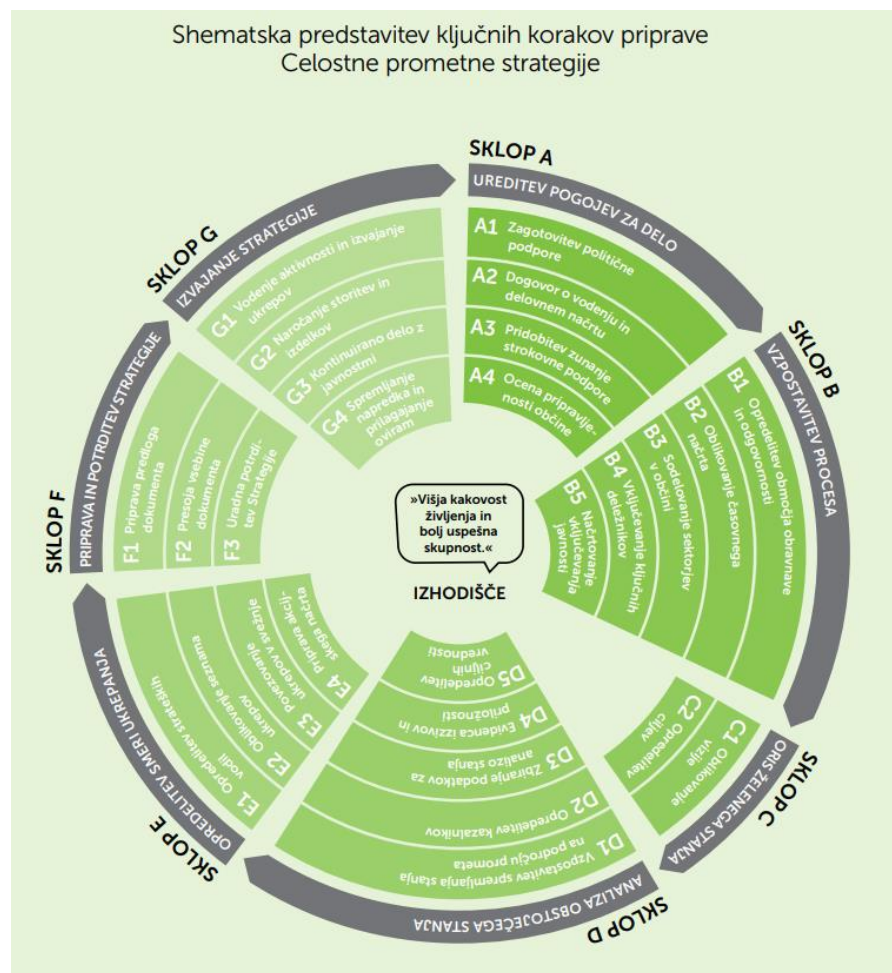 Shematska predstavitev ključnih korakov priprave
Celostne prometne strategije
SKLOP A
UREDITEV POGOJEV ZA DELO
A1 Zagotovitev politične
podpore
A2 Dogovor o vodenju in
delovnem načrtu
A3 Pridobitev zunanje
strokovne podpore
A4 Ocena pripravlje-
nosti občine
SKLOP B
VZPOSTAVITEV PROCESA
B1 Opredelitev območja obravnave
in odgovornosti
B2 Oblikovanje časovnega
načrta
B3 Sodelovanje sektorjev
v občini
B4 Vključevanje ključnih
deležnikov
B5 Načrtovanje
vključevanja
javnosti
SKLOP C
ORIS ŽELENEGA STANJA
C1 Oblikovanje
vizije
C2 Opredelitev
ciljev
SKLOP D
ANALIZA OBSTOJEČEGA STANJA
D1 Vzpostavitev spremljanja stanja
na področju prometa
D2 Opredelitev kazalnikov
D3 Zbiranje podatkov za
analizo stanja
D4 Evidenca izzivov in
priložnosti
D5 Opredelitev
ciljnih
vrednosti
SKLOP E
OPREDELITEV SMERI UKREPANJA
E1 Opredelitev strateških
vodil
E2 Oblikovanje seznama
ukrepov
E3 Povezovanje
ukrepov v svežnje
E4 Priprava akcij-
skega načrta
SKLOP F
PRIPRAVA IN POTRDITEV STRATEGIJE
F1 Priprava predloga
dokumenta
F2 Presoja vsebine
dokumenta
F3 Uradna potrdi-
tev Strategije
SKLOP G
IZVAJANJE STRATEGIJE
G1 Vodenje aktivnosti in izvajanje
ukrepov
G2 Naročanje storitev in
izdelkov
G3 Kontinuirano delo z
javnostmi
G4 Spremljanje
napredka in
prilagajanje
oviram
»Višja kakovost
življenja in
bolj uspešna
skupnost.«
IZHODIŠČE